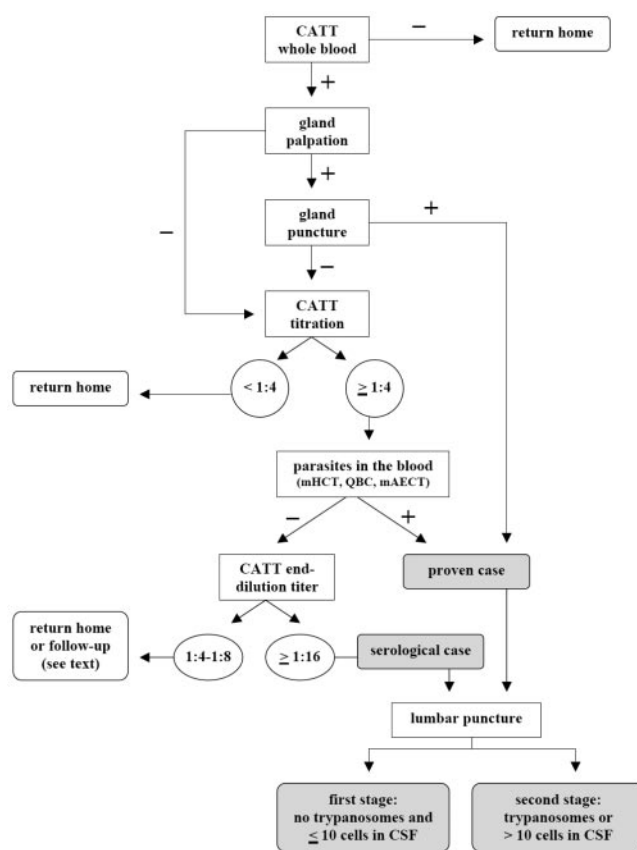 CATT
whole blood
−
return home
+
gland
palpation
+
−
gland
puncture
+
−
CATT
titration
return home
< 1:4
≥ 1:4
parasites in the blood
(mHCT, QBC, mAECT)
−
+
CATT end-
dilution titer
proven case
return home
or follow-up
(see text)
1:4-1:8
≥ 1:16
serological case
lumbar puncture
first stage:
no trypanosomes and
≤ 10 cells in CSF
second stage:
trypanosomes or
> 10 cells in CSF